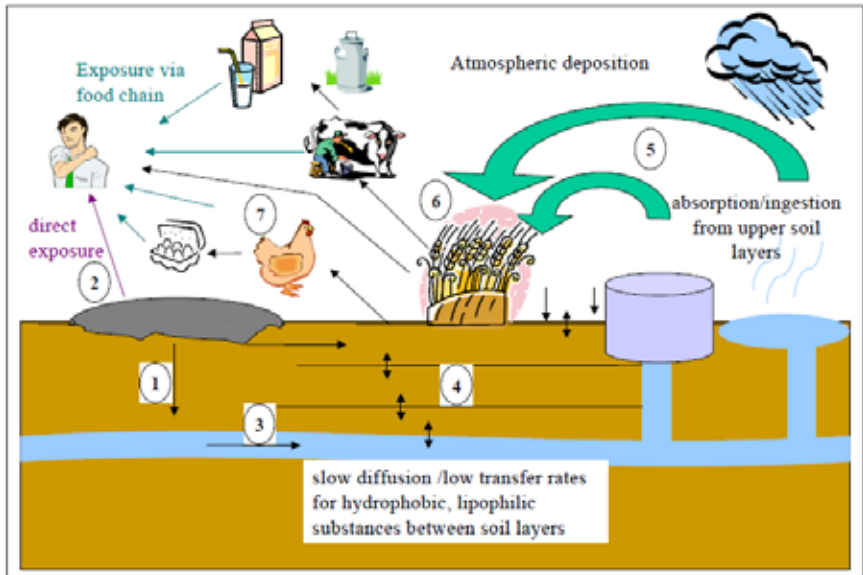 Exposure via
food chain
Atmospheric deposition
5
6
absorption/ingestion
from upper soil
layers
7
direct
exposure
2
1
4
3
slow diffusion /low transfer rates
for hydrophobic, lipophilic
substances between soil layers